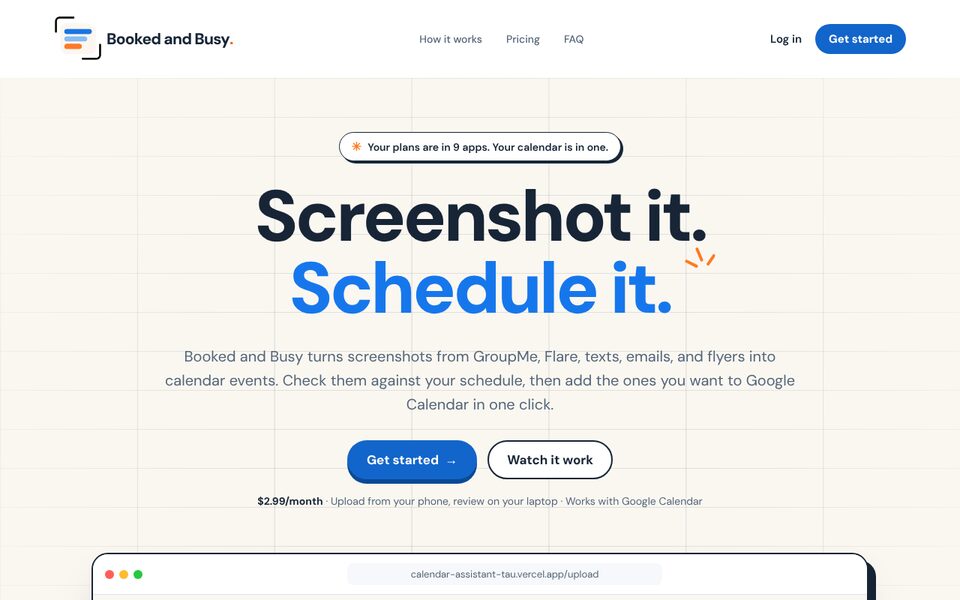 Booked and Busy.
How it works
Pricing
FAQ
Log in
Get started
Your plans are in 9 apps. Your calendar is in one.
Screenshot it.
Schedule it.
Booked and Busy turns screenshots from GroupMe, Flare, texts, emails, and flyers into
calendar events. Check them against your schedule, then add the ones you want to Google
Calendar in one click.
Get started →
Watch it work
$2.99/month · Upload from your phone, review on your laptop · Works with Google Calendar
calendar-assistant-tau.vercel.app/upload